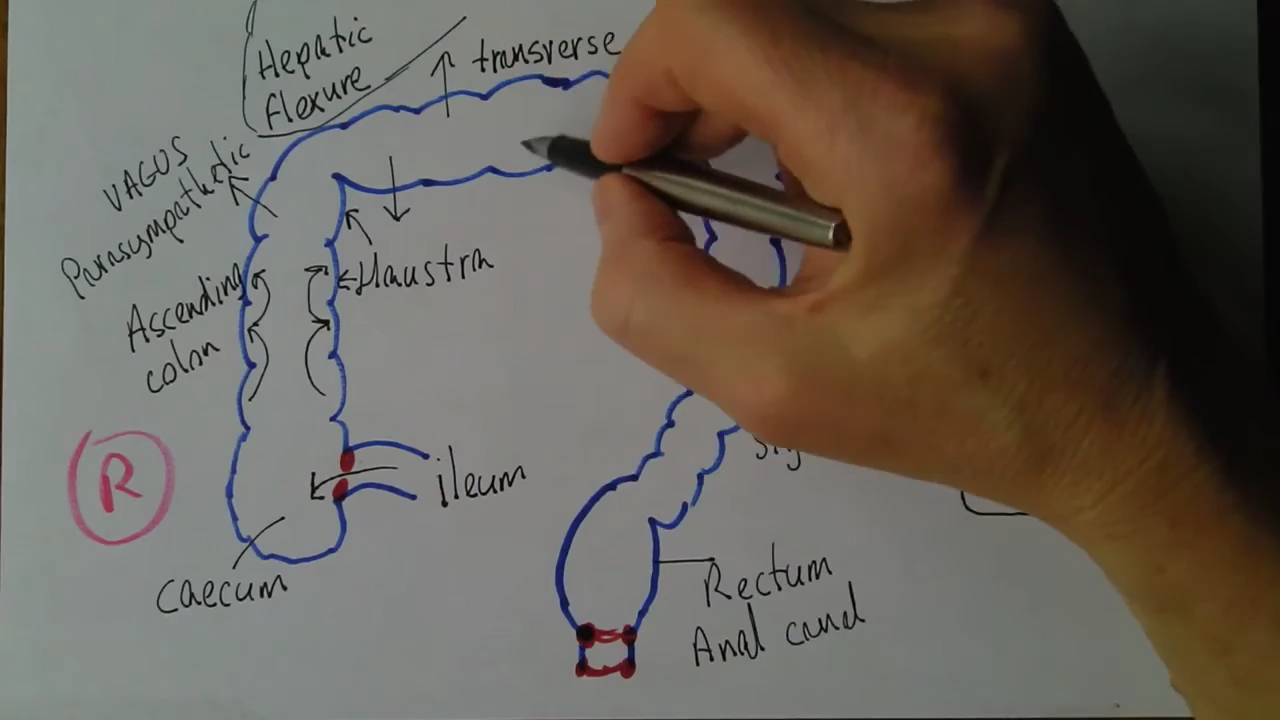 Hepatic
flexure
transverse
VAGUS
Parasympathetic
Haustra
Ascending
colon
R
ileum
caecum
Rectum
Anal canal